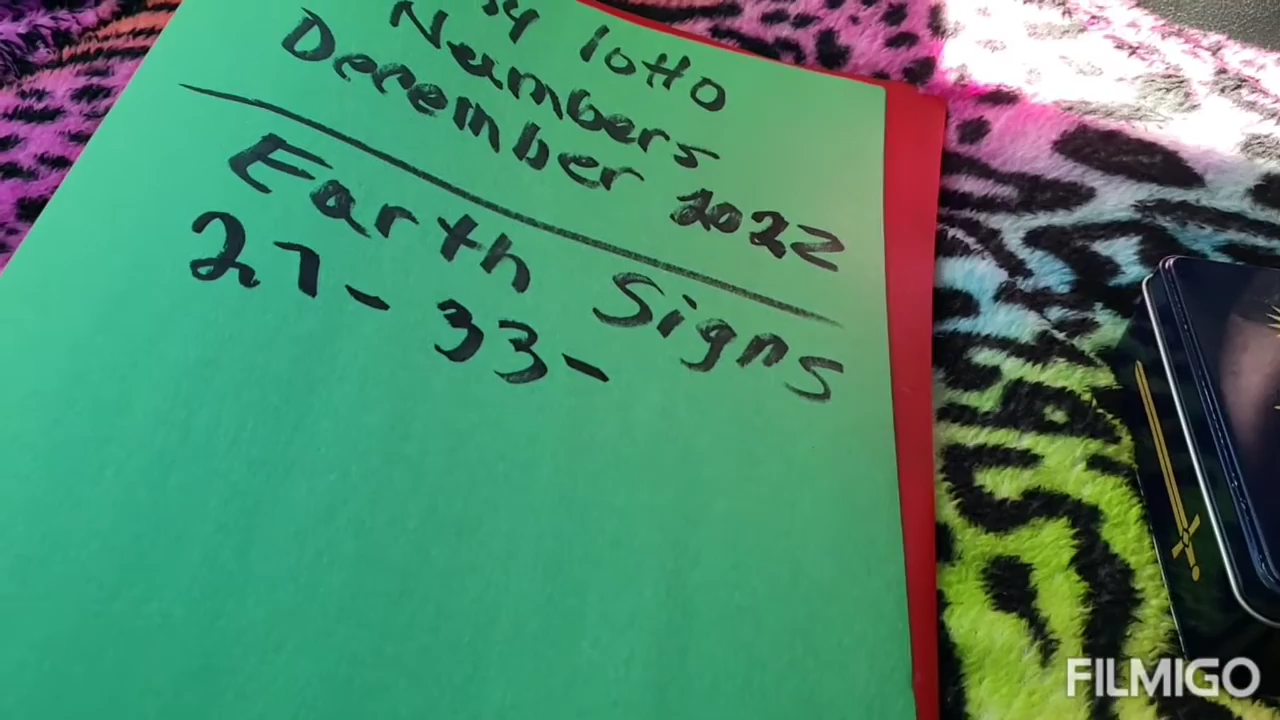 lotto
Numbers
December 2022
Earth Signs
27 - 33 -
FILMIGO